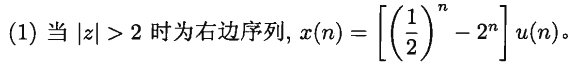 (1) 当 |z| > 2 时为右边序列, x(n) = [(1/2)^n − 2^n] u(n)。